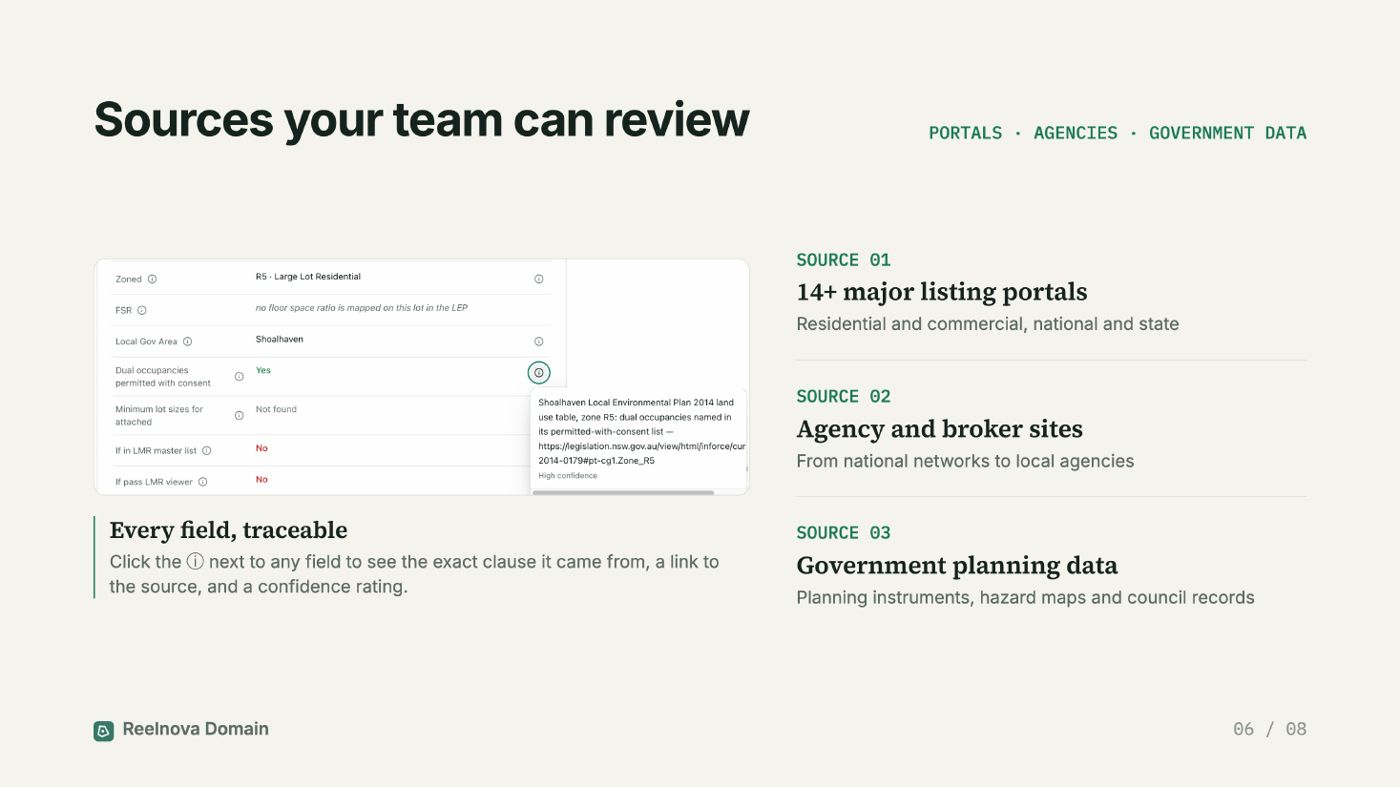 Sources your team can review
PORTALS · AGENCIES · GOVERNMENT DATA
Zoned
R5 · Large Lot Residential
FSR
no floor space ratio is mapped on this lot in the LEP
Local Gov Area
Shoalhaven
Dual occupancies
permitted with consent
Yes
Minimum lot sizes for
attached
Not found
If in LMR master list
No
If pass LMR viewer
No
Shoalhaven Local Environmental Plan 2014 land
use table, zone R5: dual occupancies named in
its permitted-with-consent list —
https://legislation.nsw.gov.au/view/html/inforce/cur
2014-0179#pt-cg1.Zone_R5
High confidence
Every field, traceable
Click the ⓘ next to any field to see the exact clause it came from, a link to
the source, and a confidence rating.
SOURCE 01
14+ major listing portals
Residential and commercial, national and state
SOURCE 02
Agency and broker sites
From national networks to local agencies
SOURCE 03
Government planning data
Planning instruments, hazard maps and council records
Reelnova Domain
06 / 08